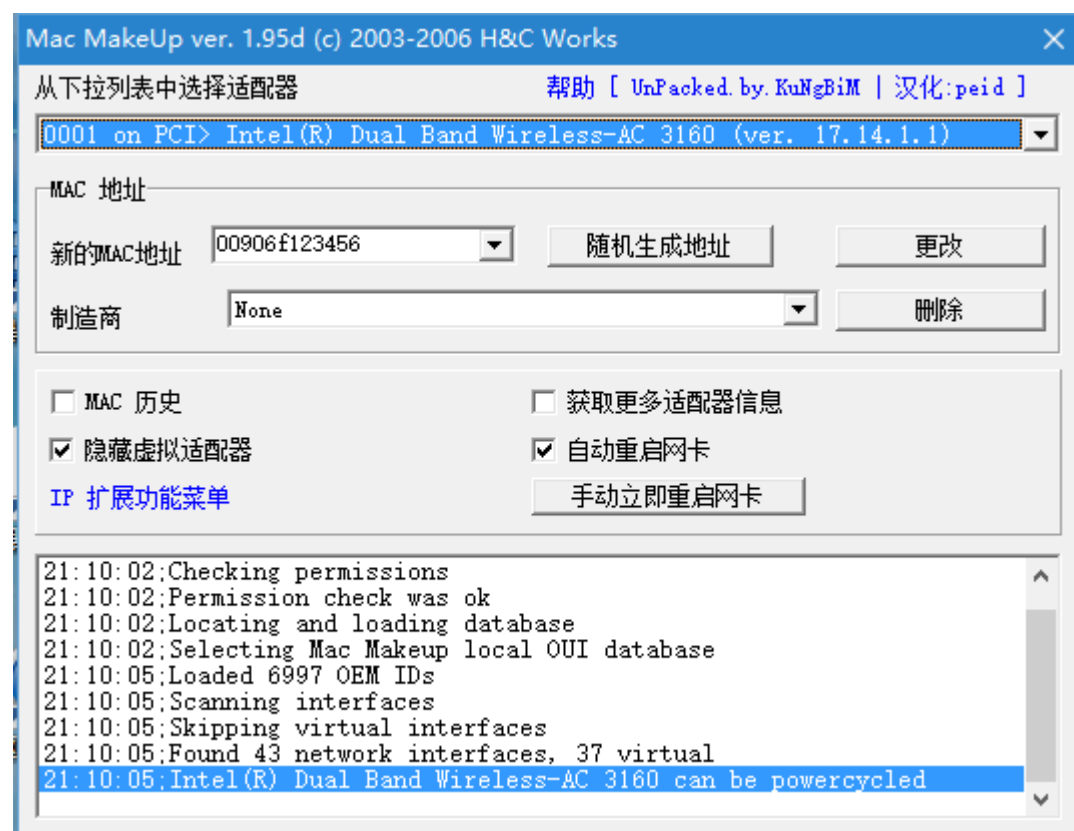 Mac MakeUp ver. 1.95d (c) 2003-2006 H&C Works
从下拉列表中选择适配器 帮助 [ UnPacked.by.KuNgBiM | 汉化:peid ]
0001 on PCI> Intel(R) Dual Band Wireless-AC 3160 (ver. 17.14.1.1)
MAC 地址
新的MAC地址 00906f123456 随机生成地址 更改
制造商 None 删除
MAC 历史 获取更多适配器信息
隐藏虚拟适配器 自动重启网卡
IP 扩展功能菜单 手动立即重启网卡
21:10:02;Checking permissions
21:10:02;Permission check was ok
21:10:02;Locating and loading database
21:10:02;Selecting Mac Makeup local OUI database
21:10:05;Loaded 6997 OEM IDs
21:10:05;Scanning interfaces
21:10:05;Skipping virtual interfaces
21:10:05;Found 43 network interfaces, 37 virtual
21:10:05;Intel(R) Dual Band Wireless-AC 3160 can be powercycled